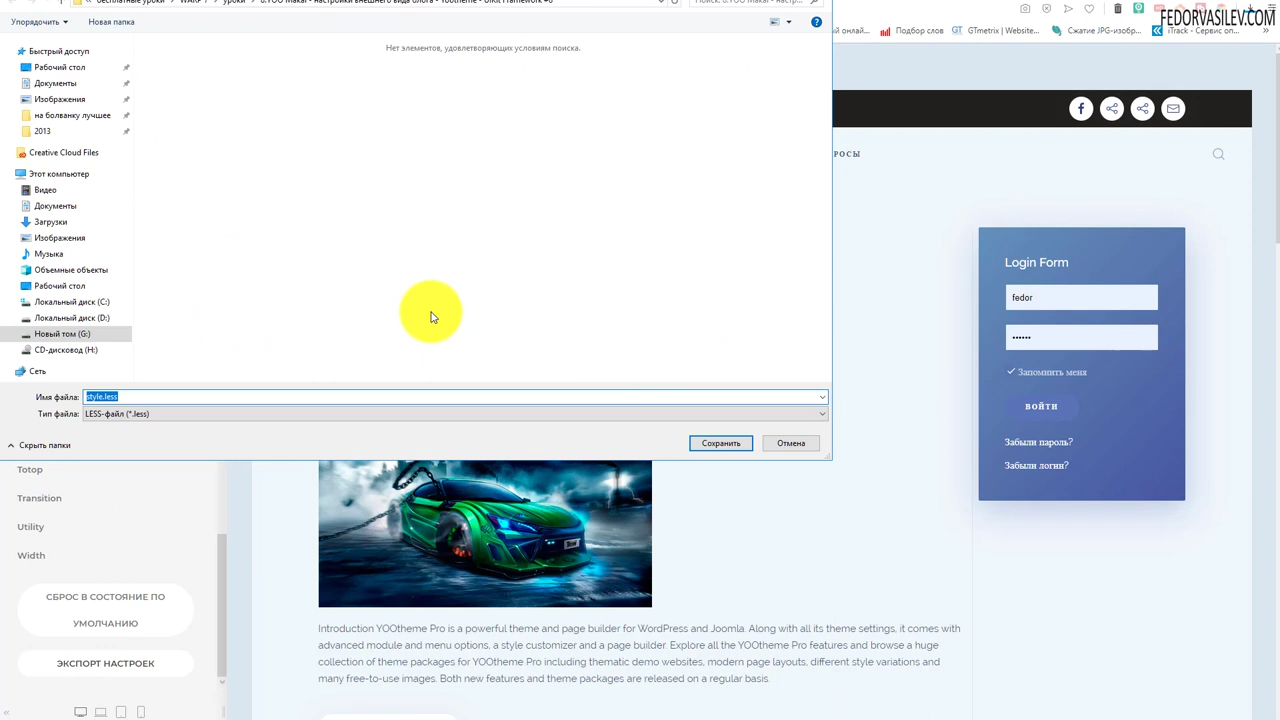 FEDORVASILEV.COM
Упорядочить
Новая папка
Подбор слов
GTmetrix | Website...
Сжатие JPG-изобр...
iTrack - Сервис оп...
Нет элементов, удовлетворяющих условиям поиска.
Быстрый доступ
Рабочий стол
Документы
Изображения
на болванку лучшее
2013
Creative Cloud Files
Этот компьютер
Видео
Документы
Загрузки
Изображения
Музыка
Объемные объекты
Рабочий стол
Локальный диск (C:)
Локальный диск (D:)
Новый том (G:)
CD-дисковод (H:)
Сеть
Имя файла: style.less
Тип файла: LESS-файл (*.less)
Скрыть папки
Сохранить
Отмена
РОСЫ
Login Form
fedor
••••••
Запомнить меня
ВОЙТИ
Забыли пароль?
Забыли логин?
Totop
Transition
Utility
Width
СБРОС В СОСТОЯНИЕ ПО
УМОЛЧАНИЮ
ЭКСПОРТ НАСТРОЕК
Introduction YOOtheme Pro is a powerful theme and page builder for WordPress and Joomla. Along with all its theme settings, it comes with
advanced module and menu options, a style customizer and a page builder. Explore all the YOOtheme Pro features and browse a huge
collection of theme packages for YOOtheme Pro including thematic demo websites, modern page layouts, different style variations and
many free-to-use images. Both new features and theme packages are released on a regular basis.